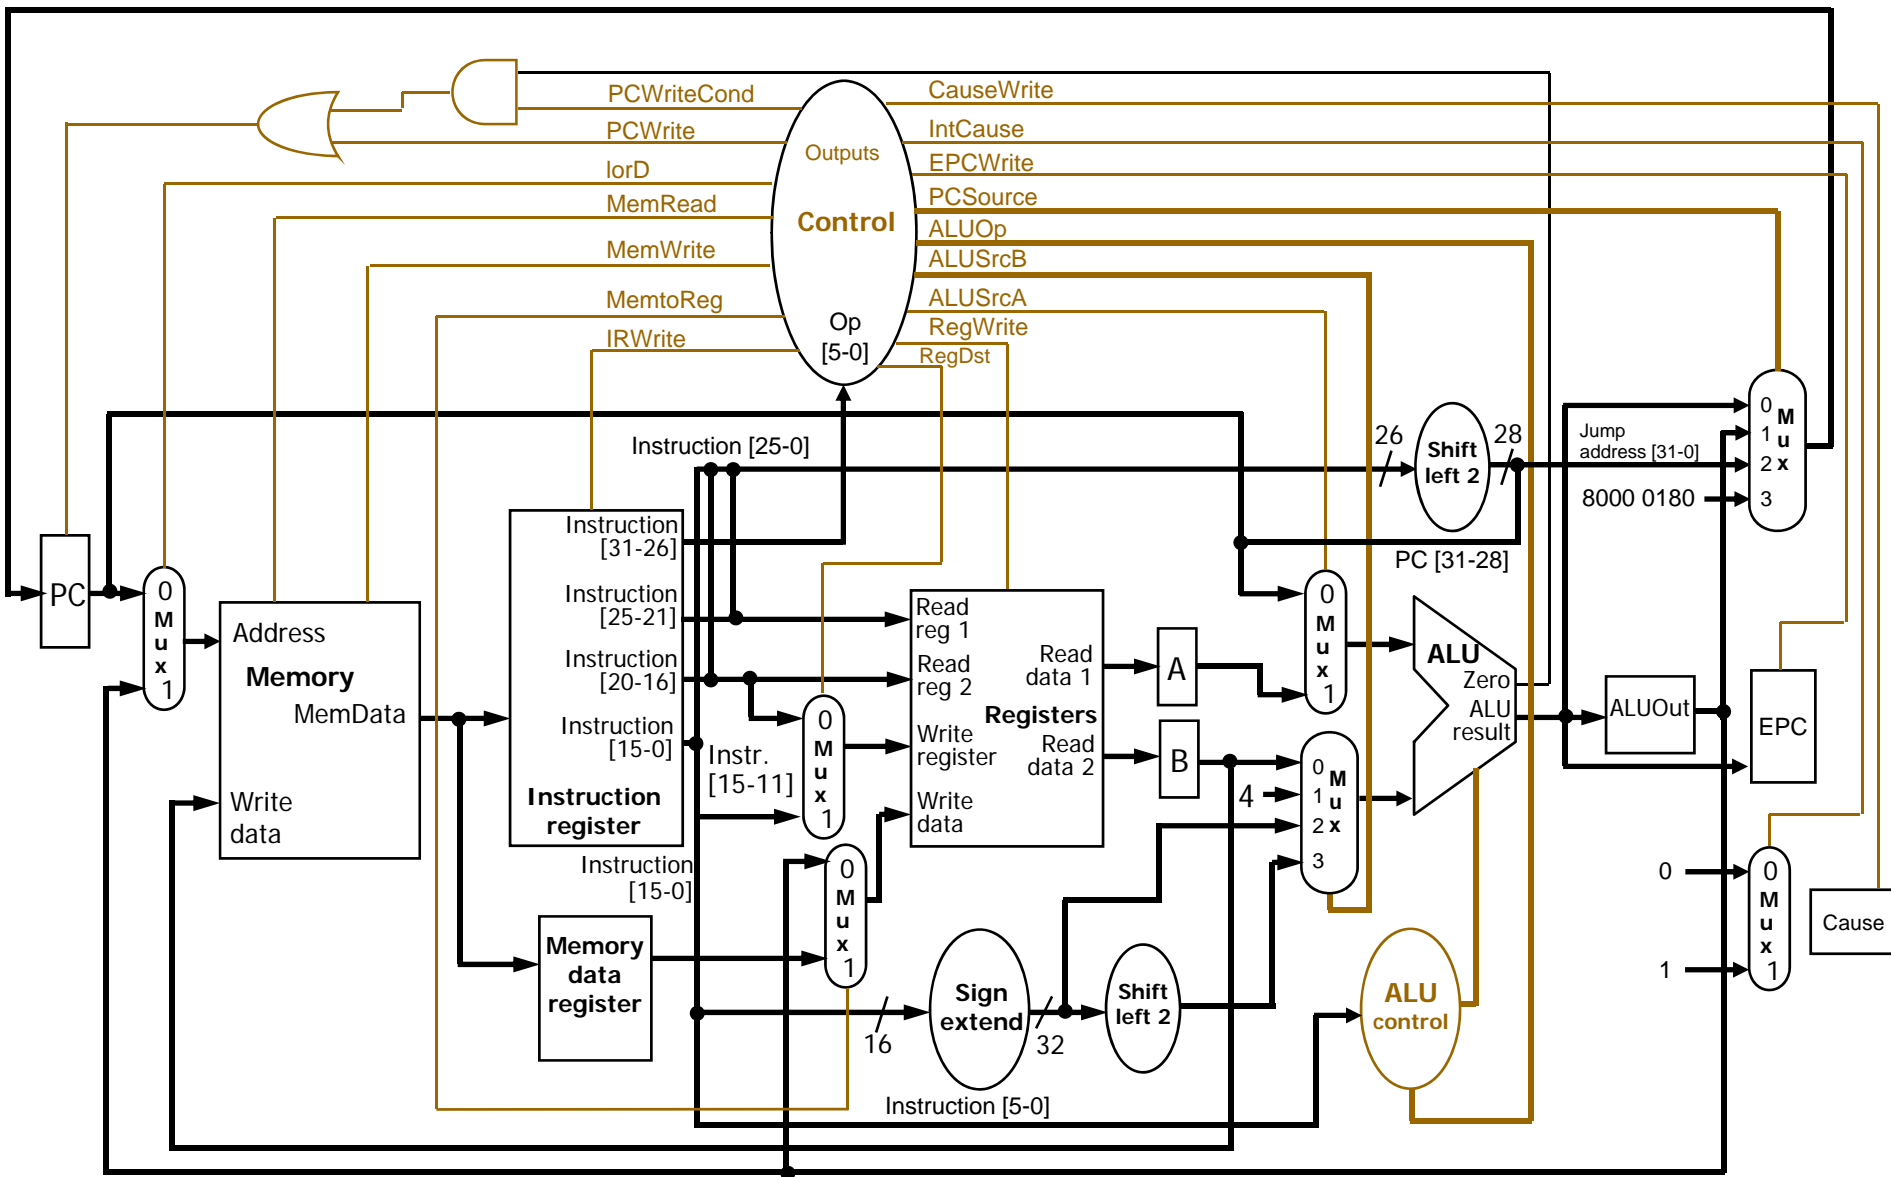 PCWriteCond
PCWrite
IorD
MemRead
MemWrite
MemtoReg
IRWrite
Outputs
Control
Op
[5-0]
CauseWrite
IntCause
EPCWrite
PCSource
ALUOp
ALUSrcB
ALUSrcA
RegWrite
RegDst
Instruction [25-0]
26
Shift
left 2
28
Jump
address [31-0]
8000 0180
0
1
2
3
M
u
x
PC [31-28]
PC
0
M
u
x
1
Address
Memory
MemData
Write
data
Instruction
[31-26]
Instruction
[25-21]
Instruction
[20-16]
Instruction
[15-0]
Instruction
register
Instr.
[15-11]
0
M
u
x
1
Read
reg 1
Read
reg 2
Write
register
Write
data
Registers
Read
data 1
Read
data 2
A
B
4
0
M
u
x
1
0
1
2
3
M
u
x
ALU
Zero
ALU
result
ALUOut
EPC
0
1
0
M
u
x
1
Cause
Instruction
[15-0]
Memory
data
register
0
M
u
x
1
16
Sign
extend
32
Shift
left 2
ALU
control
Instruction [5-0]